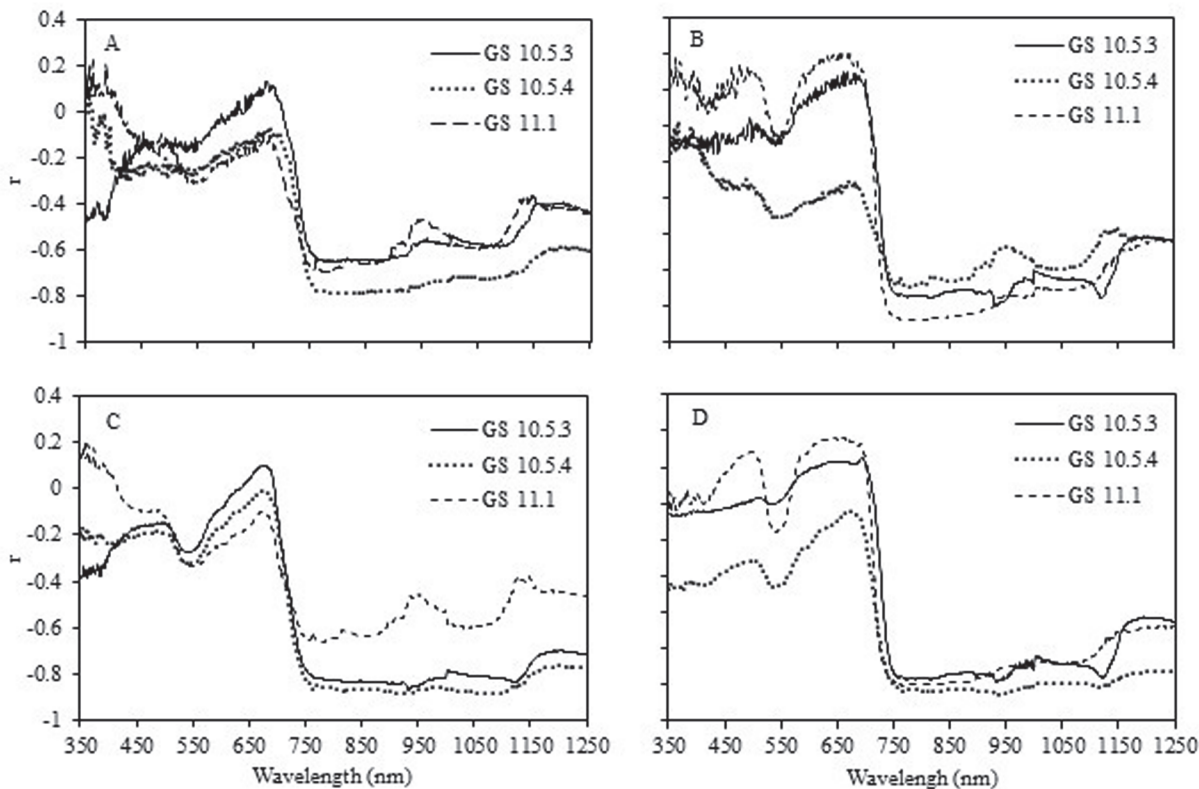 0.4
0.2
0
-0.2
-0.4
-0.6
-0.8
-1
r
A
GS 10.5.3
GS 10.5.4
GS 11.1
B
GS 10.5.3
GS 10.5.4
GS 11.1
0.4
0.2
0
-0.2
-0.4
-0.6
-0.8
-1
r
C
GS 10.5.3
GS 10.5.4
GS 11.1
D
GS 10.5.3
GS 10.5.4
GS 11.1
350 450 550 650 750 850 950 1050 1150 1250
350 450 550 650 750 850 950 1050 1150 1250
Wavelength (nm)
Wavelengh (nm)